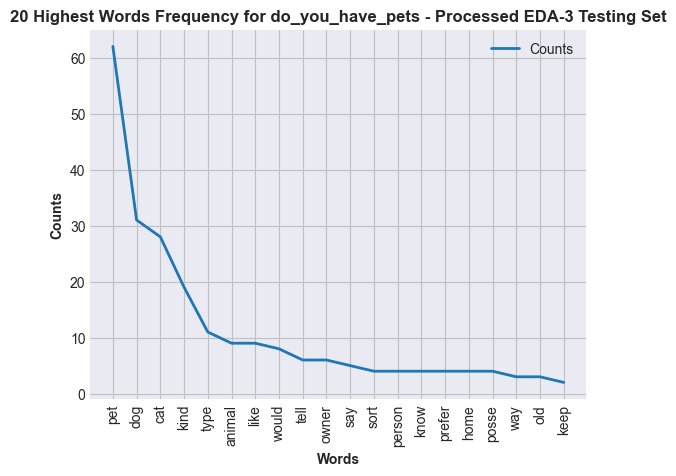 20 Highest Words Frequency for do_you_have_pets - Processed EDA-3 Testing Set
Counts
60
50
40
30
20
10
0
Counts
pet
dog
cat
kind
type
animal
like
would
tell
owner
say
sort
person
know
prefer
home
posse
way
old
keep
Words